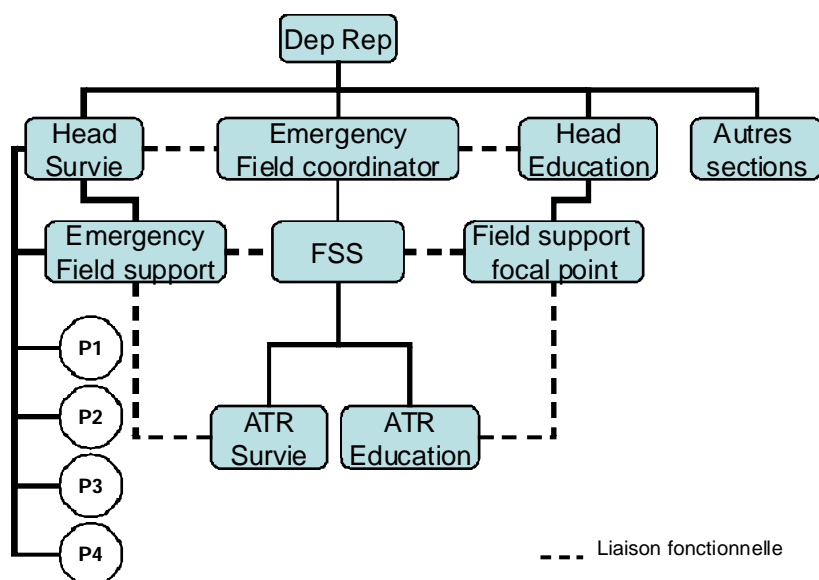 Dep Rep
Head
Survie
Emergency
Field coordinator
Head
Education
Autres
sections
Emergency
Field support
FSS
Field support
focal point
P1
P2
P3
P4
ATR
Survie
ATR
Education
Liaison fonctionnelle